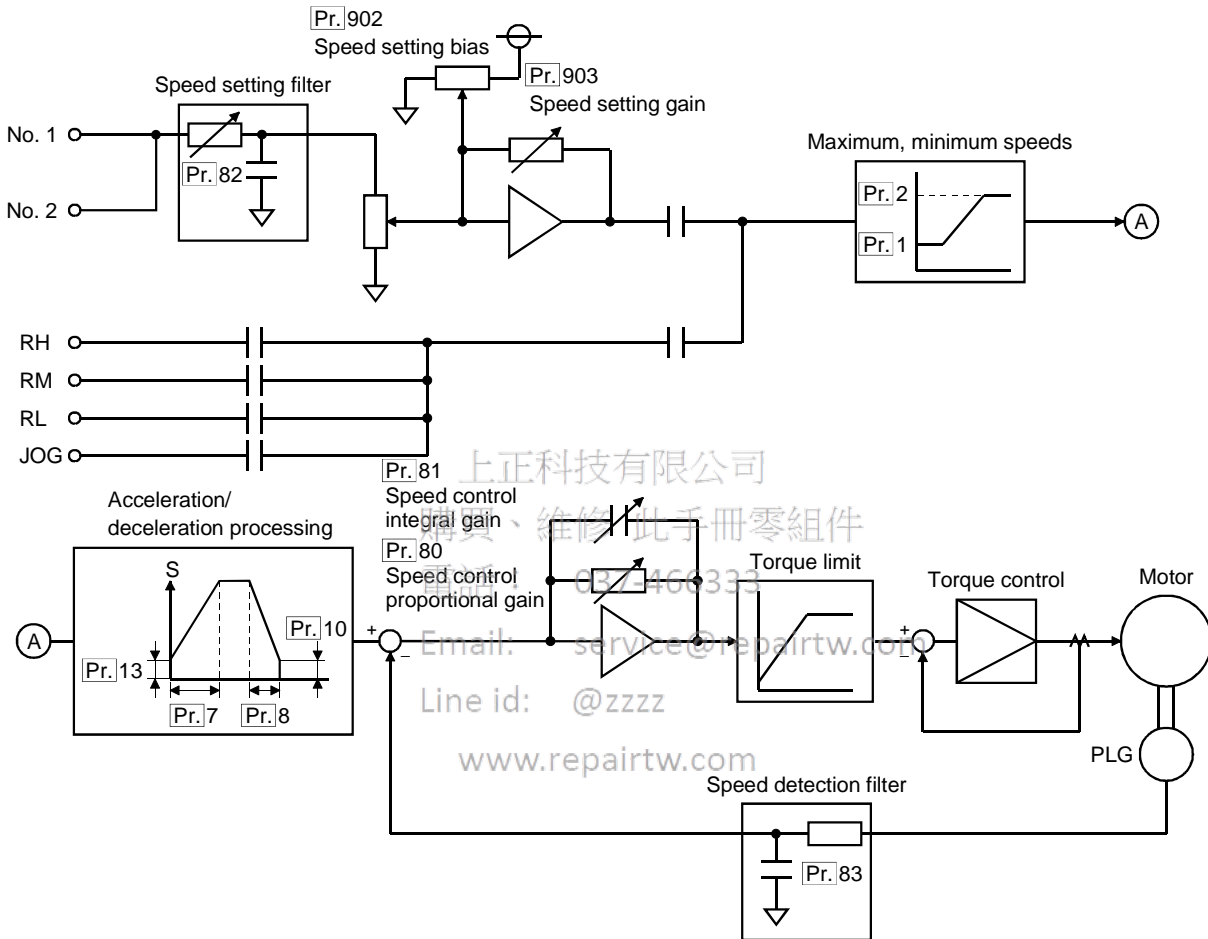 Pr. 902
Speed setting bias
Pr. 903
Speed setting gain
Speed setting filter
No. 1
Pr. 82
No. 2
Maximum, minimum speeds
Pr. 2
Pr. 1
A
RH
RM
RL
JOG
上正科技有限公司
購買、維修 此手冊零組件
電話: 037-466333
Email: service@repairtw.com
Line id: @zzzz
www.repairtw.com
Acceleration/
deceleration processing
S
A
Pr. 13
Pr. 10
Pr. 7
Pr. 8
Pr. 81
Speed control
integral gain
Pr. 80
Speed control
proportional gain
+
−
Torque limit
+
−
Torque control
Motor
PLG
Speed detection filter
Pr. 83